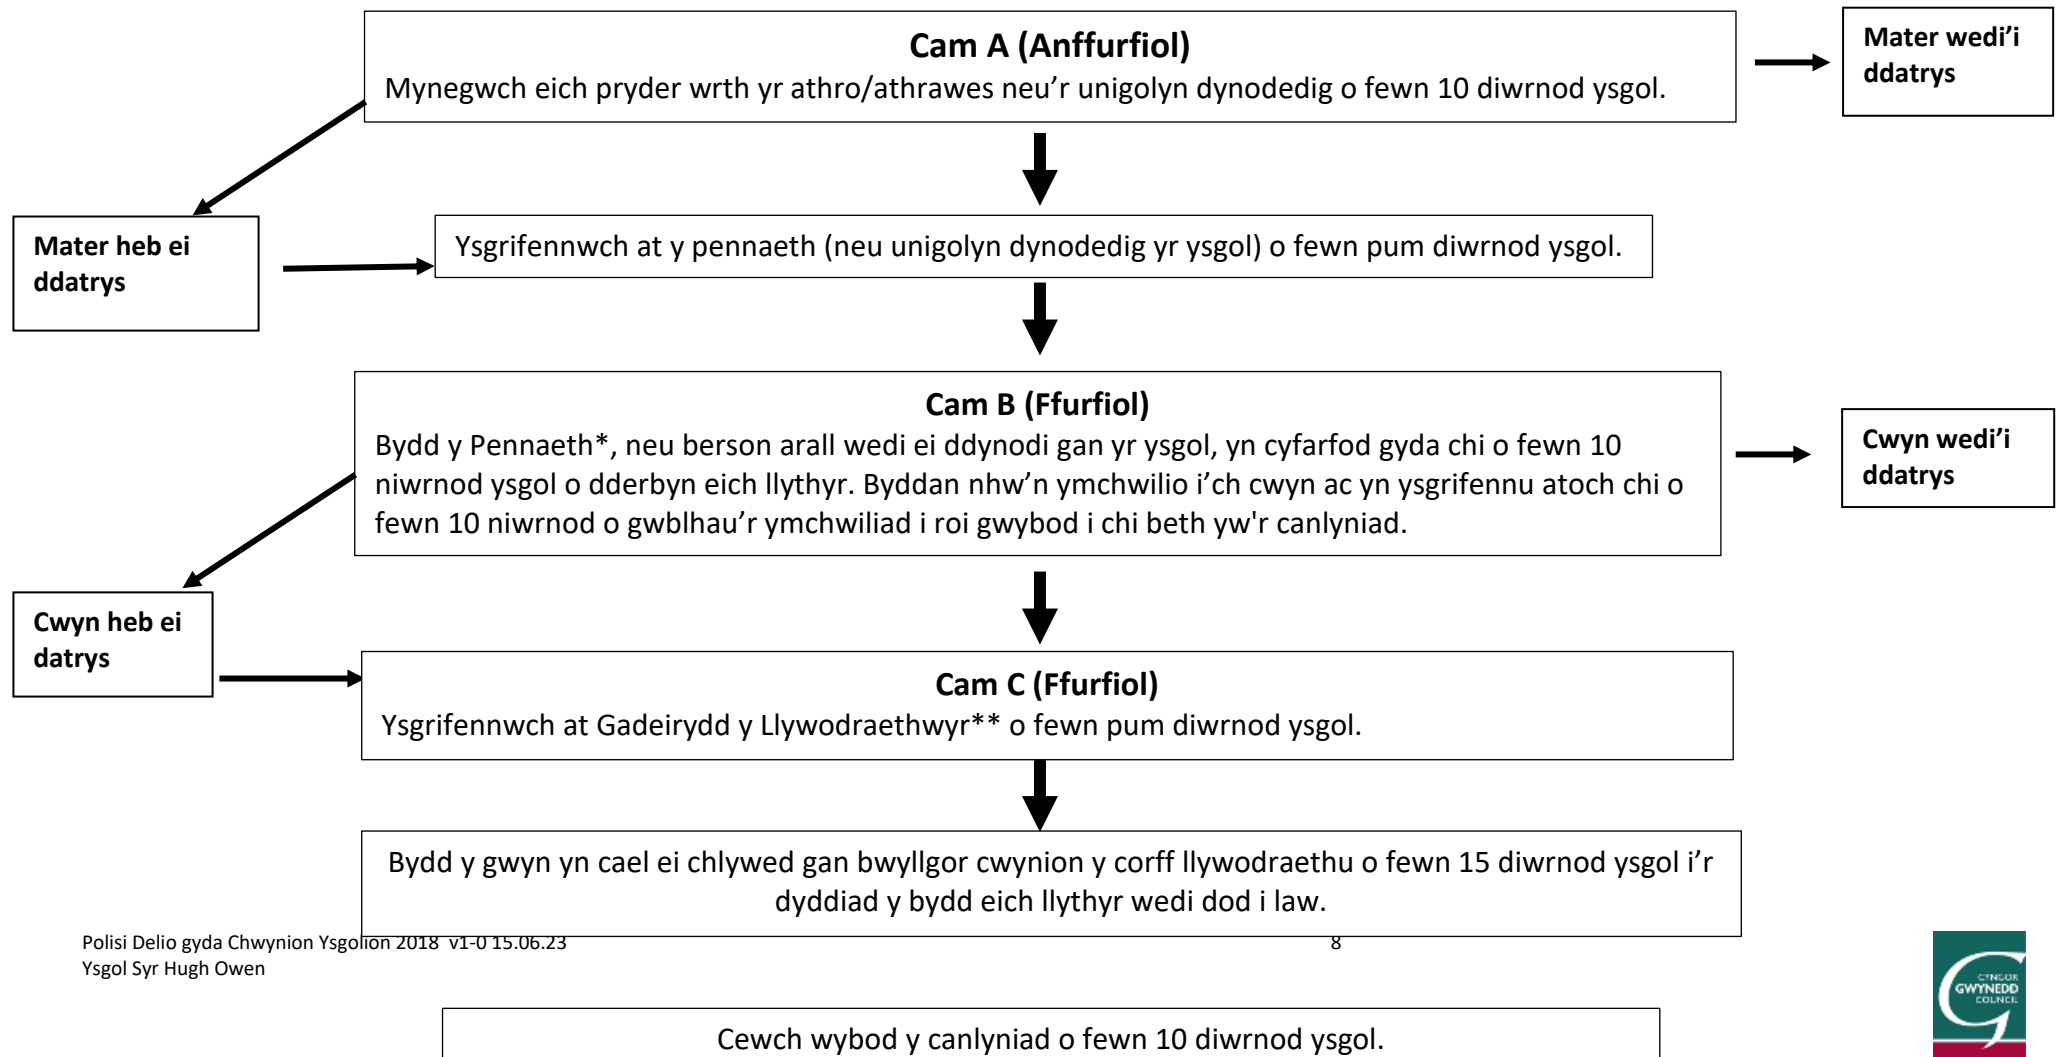 Cam A (Anffurfiol)
Mynegwch eich pryder wrth yr athro/athrawes neu’r unigolyn dynodedig o fewn 10 diwrnod ysgol.
Mater wedi’i
ddatrys
Mater heb ei
ddatrys
Ysgrifennwch at y pennaeth (neu unigolyn dynodedig yr ysgol) o fewn pum diwrnod ysgol.
Cam B (Ffurfiol)
Bydd y Pennaeth*, neu berson arall wedi ei ddynodi gan yr ysgol, yn cyfarfod gyda chi o fewn 10
niwrnod ysgol o dderbyn eich llythyr. Byddan nhw’n ymchwilio i’ch cwyn ac yn ysgrifennu atoch chi o
fewn 10 niwrnod o gwblhau’r ymchwiliad i roi gwybod i chi beth yw'r canlyniad.
Cwyn wedi’i
ddatrys
Cwyn heb ei
datrys
Cam C (Ffurfiol)
Ysgrifennwch at Gadeirydd y Llywodraethwyr** o fewn pum diwrnod ysgol.
Bydd y gwyn yn cael ei chlywed gan bwyllgor cwynion y corff llywodraethu o fewn 15 diwrnod ysgol i’r
dyddiad y bydd eich llythyr wedi dod i law.
Polisi Delio gyda Chwynion Ysgolion 2018 v1-0 15.06.23 8
Ysgol Syr Hugh Owen
CYNGOR
GWYNEDD
COUNCIL
Cewch wybod y canlyniad o fewn 10 diwrnod ysgol.